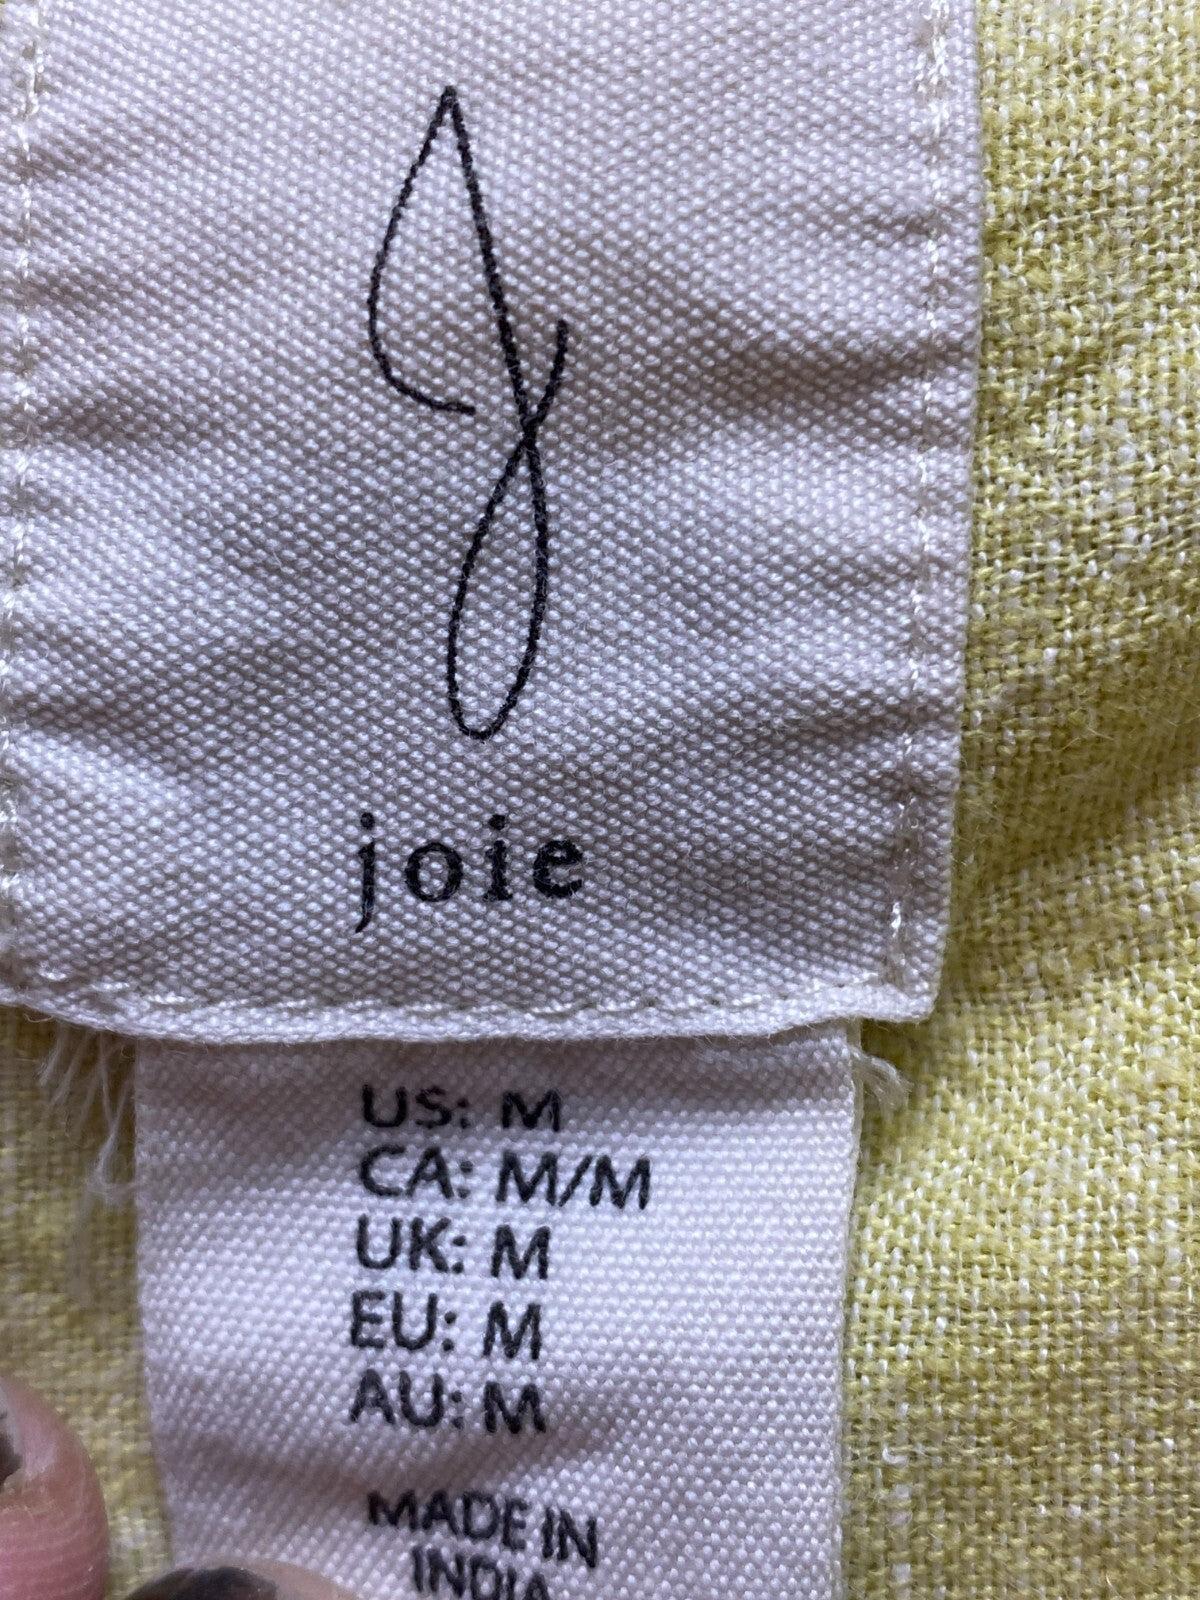 joie
US: M
CA: M/M
UK: M
EU: M
AU: M
MADE IN
INDIA